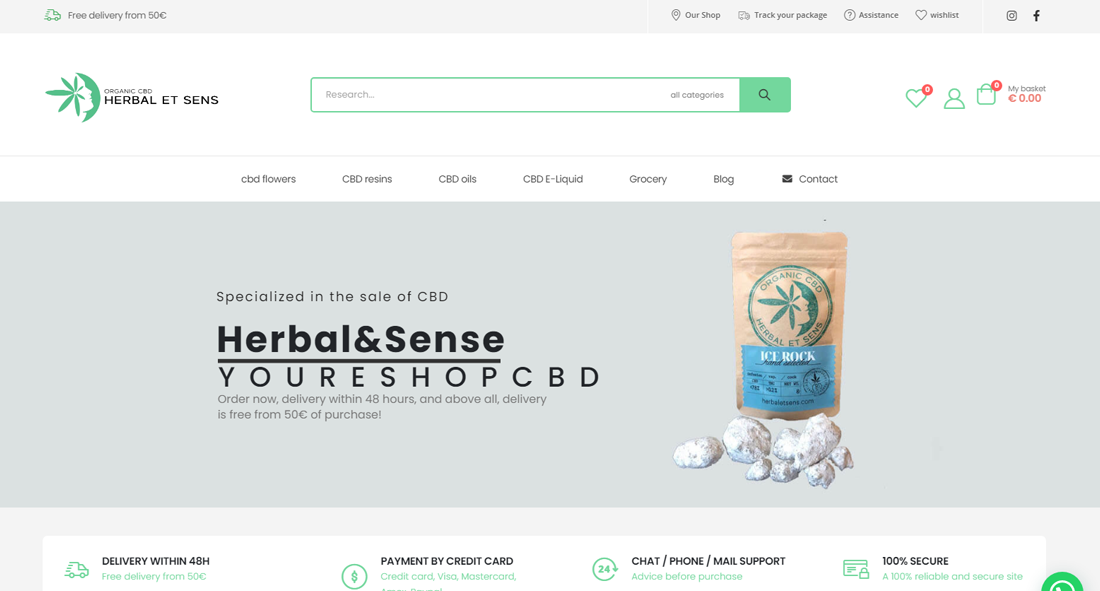 Free delivery from 50€
Our Shop
Track your package
Assistance
wishlist
ORGANIC CBD
HERBAL ET SENS
Research...
all categories
0
0
My basket
€ 0.00
cbd flowers
CBD resins
CBD oils
CBD E-Liquid
Grocery
Blog
Contact
Specialized in the sale of CBD
Herbal&Sense
YOURESHOPCBD
Order now, delivery within 48 hours, and above all, delivery
is free from 50€ of purchase!
ORGANIC CBD
HERBAL ET SENS
ICE ROCK
hand selected
herbaletsens.com
DELIVERY WITHIN 48H
Free delivery from 50€
PAYMENT BY CREDIT CARD
Credit card, Visa, Mastercard,
24
CHAT / PHONE / MAIL SUPPORT
Advice before purchase
100% SECURE
A 100% reliable and secure site